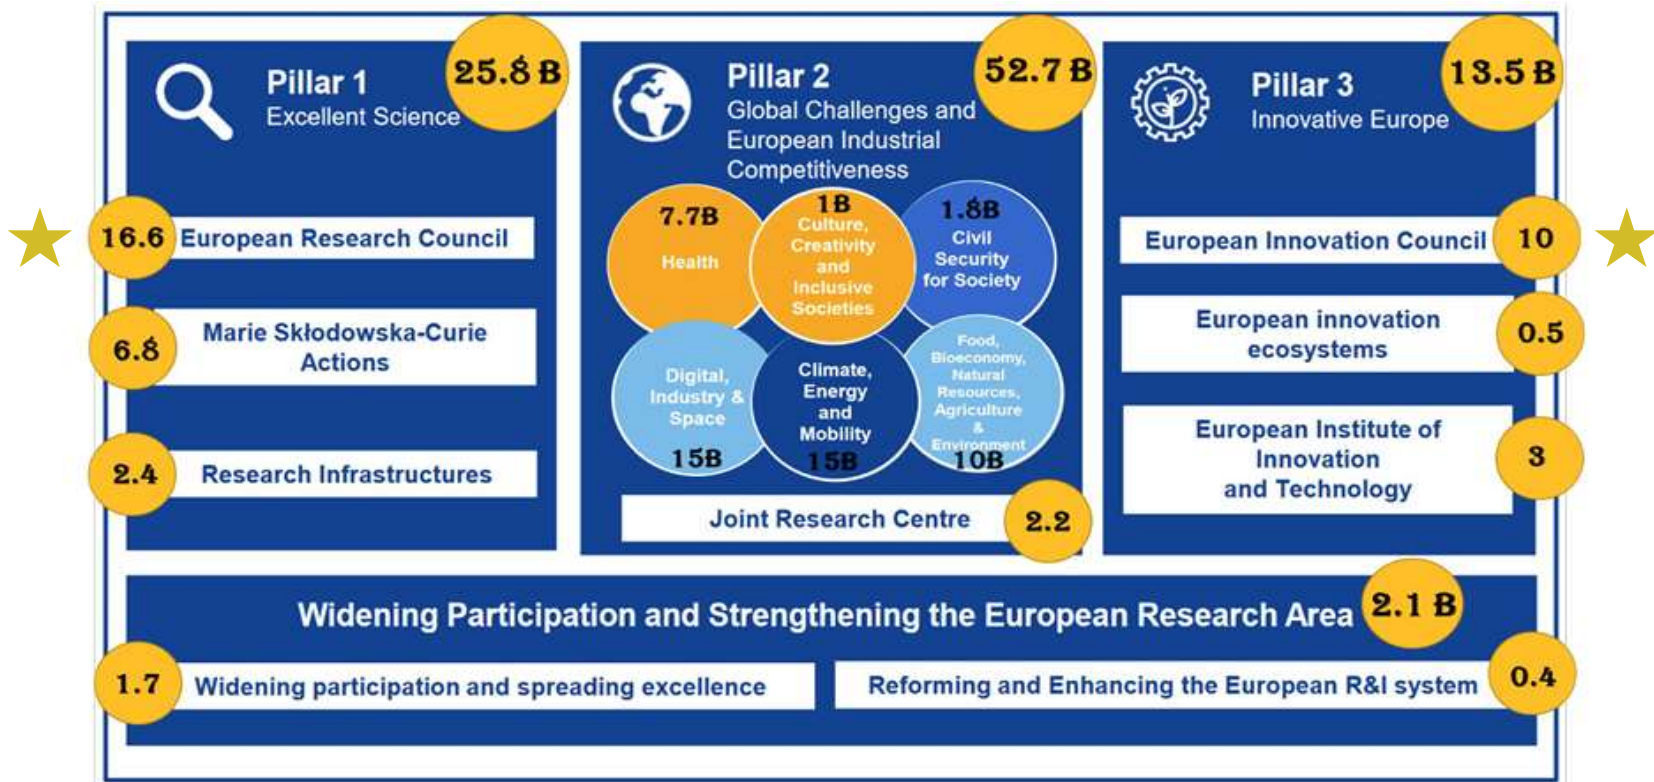 Pillar 1
Excellent Science
25.8 B
16.6
European Research Council
6.8
Marie Skłodowska-Curie
Actions
2.4
Research Infrastructures
Pillar 2
Global Challenges and
European Industrial
Competitiveness
52.7 B
7.7B
Health
1B
Culture,
Creativity
and
Inclusive
Societies
1.8B
Civil
Security
for Society
Digital,
Industry &
Space
15B
Climate,
Energy
and
Mobility
15B
Food,
Bioeconomy,
Natural
Resources,
Agriculture
&
Environment
10B
Joint Research Centre
2.2
Pillar 3
Innovative Europe
13.5 B
European Innovation Council
10
European innovation
ecosystems
0.5
European Institute of
Innovation
and Technology
3
Widening Participation and Strengthening the European Research Area
2.1 B
1.7
Widening participation and spreading excellence
Reforming and Enhancing the European R&I system
0.4